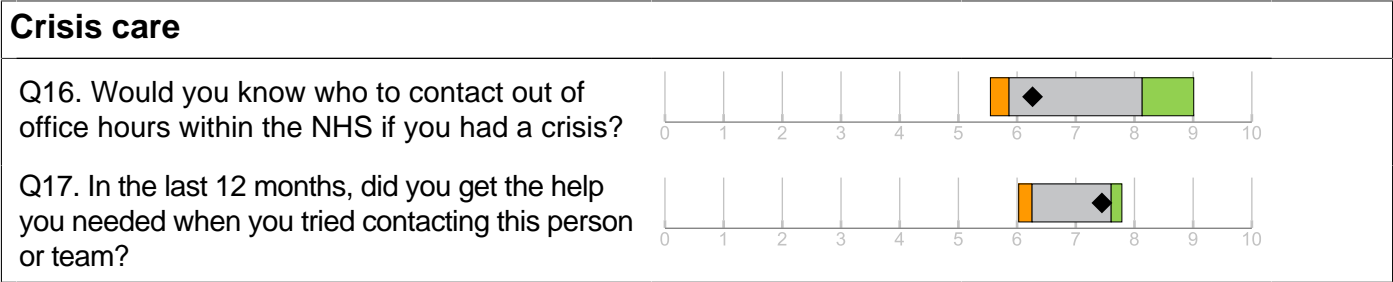 Crisis care
Q16. Would you know who to contact out of
office hours within the NHS if you had a crisis?
0 1 2 3 4 5 6 7 8 9 10
Q17. In the last 12 months, did you get the help
you needed when you tried contacting this person
or team?
0 1 2 3 4 5 6 7 8 9 10